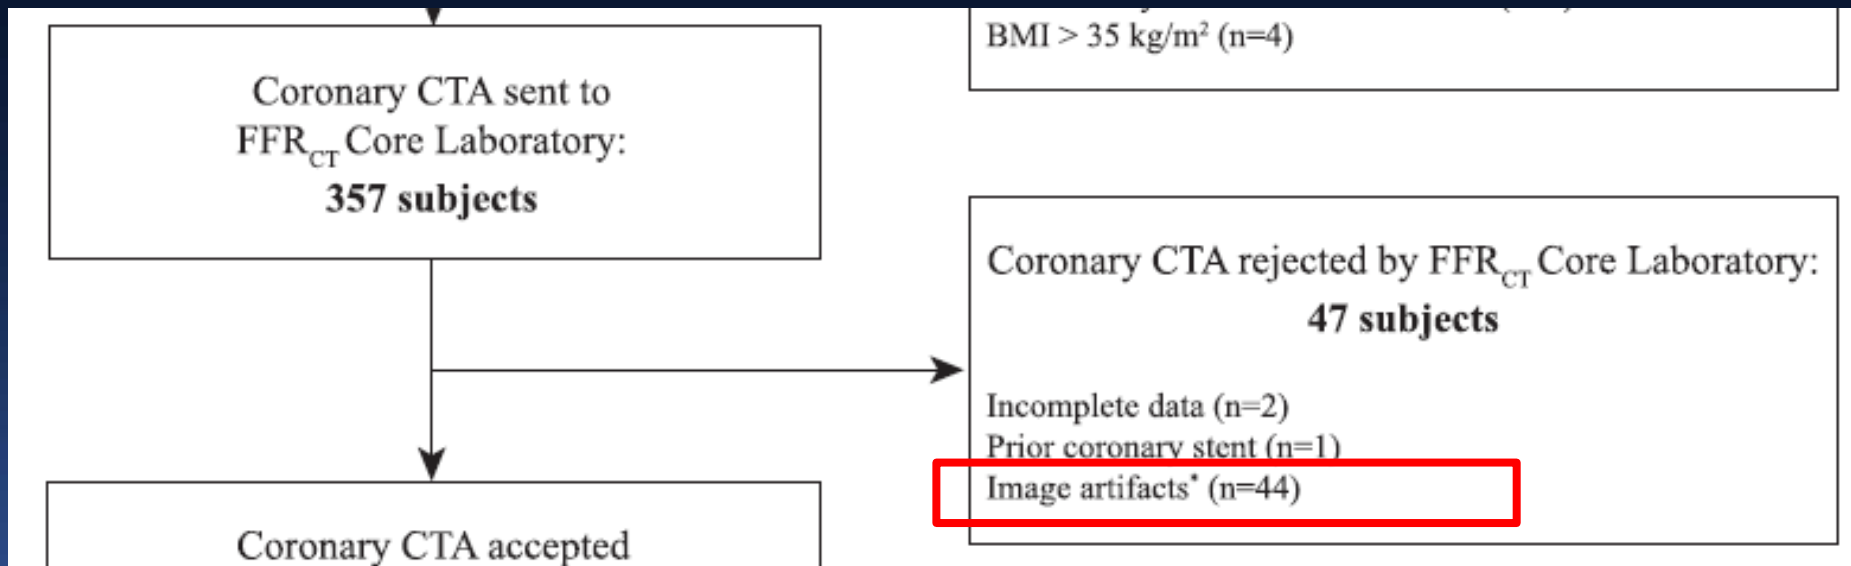 BMI > 35 kg/m² (n=4)
Coronary CTA sent to
FFRCT Core Laboratory:
357 subjects
Coronary CTA rejected by FFRCT Core Laboratory:
47 subjects
Incomplete data (n=2)
Prior coronary stent (n=1)
Image artifacts* (n=44)
Coronary CTA accepted